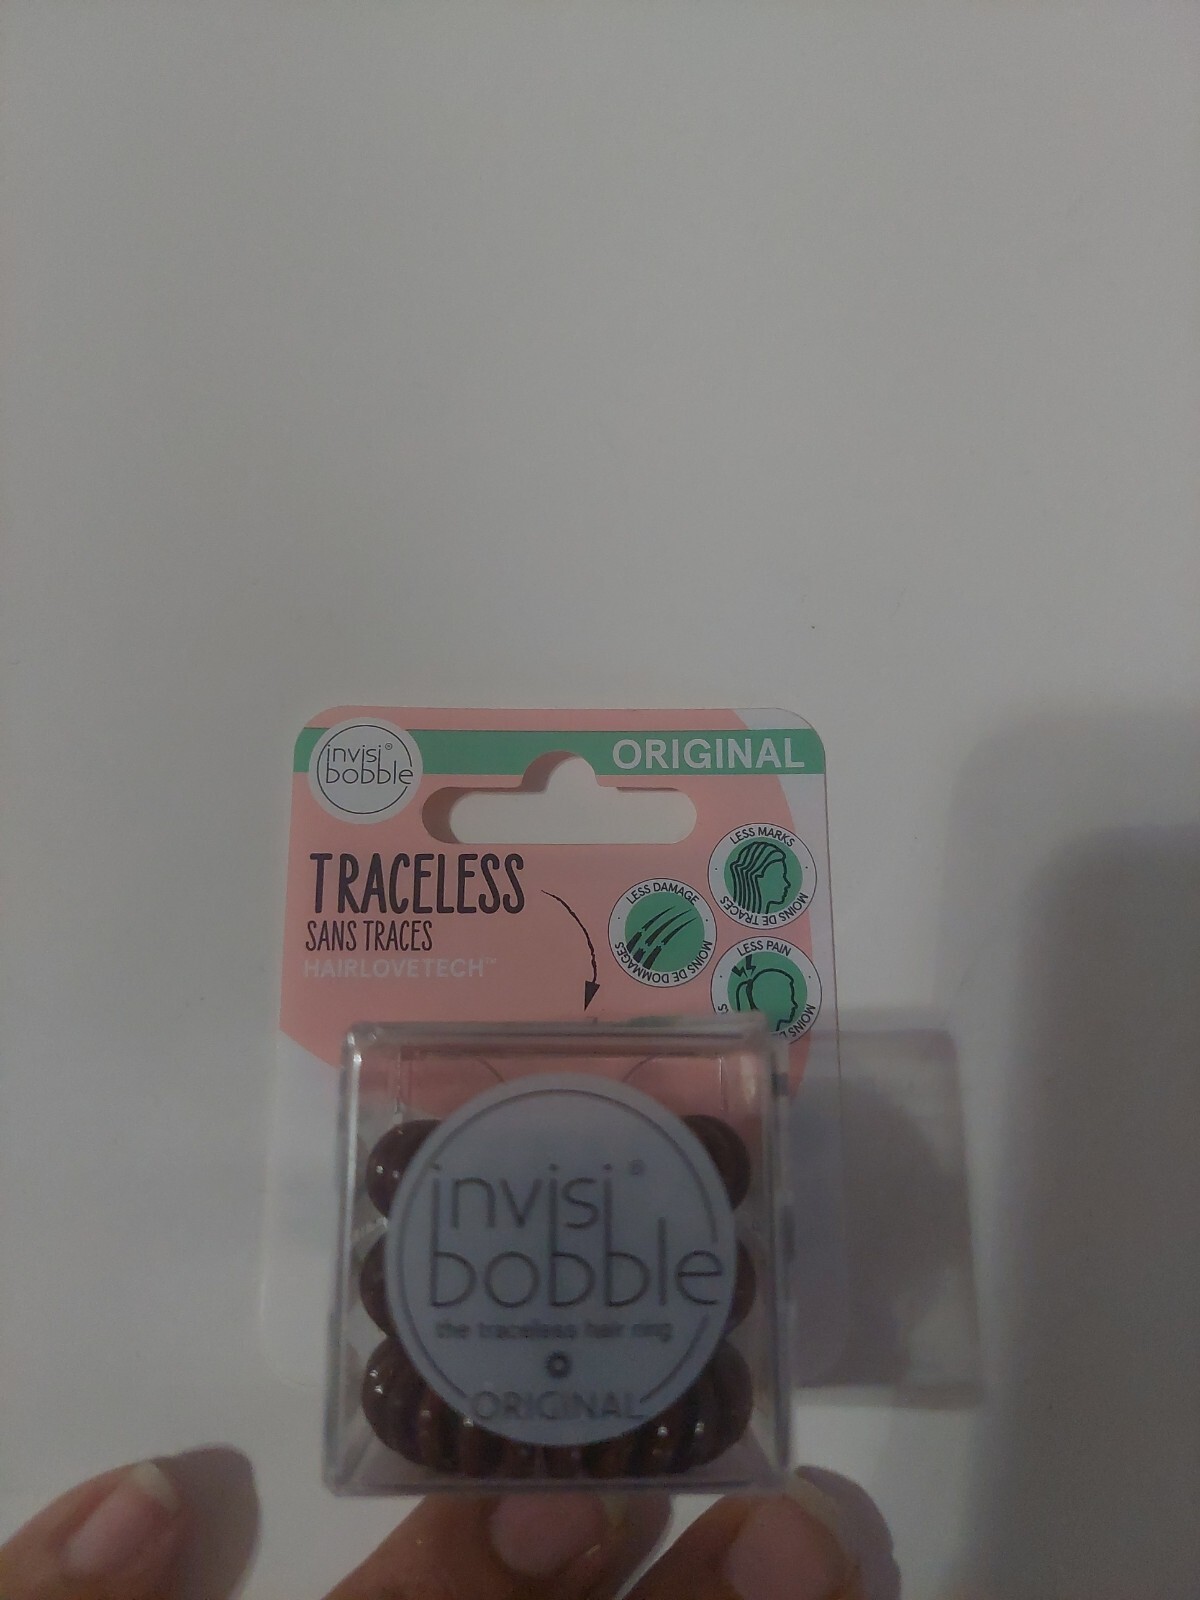 invisi®
bobble
ORIGINAL
TRACELESS
SANS TRACES
HAIRLOVETECH™
LESS MARKS
MOINS DE TRACES
LESS DAMAGE
MOINS DE DOMMAGES
LESS PAIN
MOINS
invisi®
bobble
the traceless hair ring
ORIGINAL